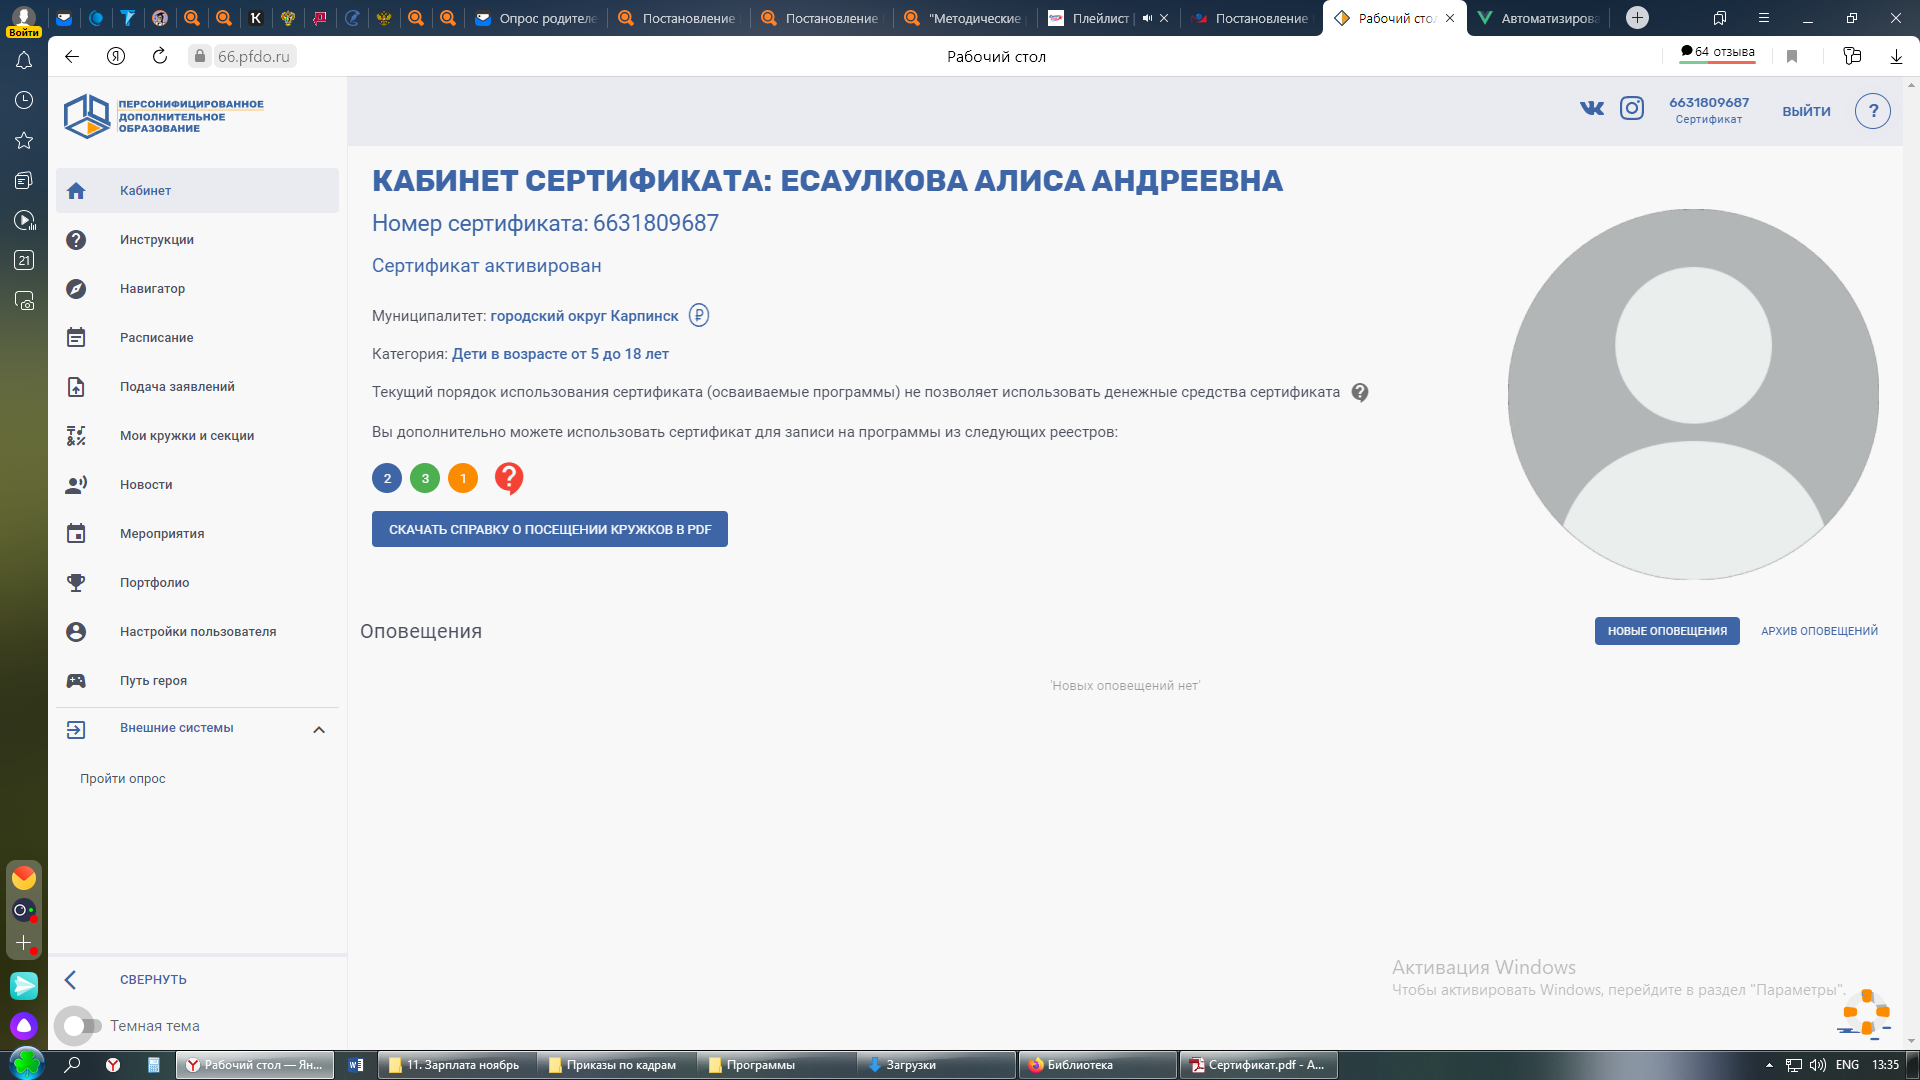 Войти
Опрос родителе
Постановление
Постановление
"Методические
Плейлист
Постановление
Рабочий стол
Автоматизирова
66.pfdo.ru
Рабочий стол
64 отзыва
21
ПЕРСОНИФИЦИРОВАННОЕ
ДОПОЛНИТЕЛЬНОЕ
ОБРАЗОВАНИЕ
6631809687
Сертификат
ВЫЙТИ
?
Кабинет
Инструкции
Навигатор
Расписание
Подача заявлений
Мои кружки и секции
Новости
Мероприятия
Портфолио
Настройки пользователя
Путь героя
Внешние системы
Пройти опрос
СВЕРНУТЬ
Темная тема
КАБИНЕТ СЕРТИФИКАТА: ЕСАУЛКОВА АЛИСА АНДРЕЕВНА
Номер сертификата: 6631809687
Сертификат активирован
Муниципалитет: городский округ Карпинск ₽
Категория: Дети в возрасте от 5 до 18 лет
Текущий порядок использования сертификата (осваиваемые программы) не позволяет использовать денежные средства сертификата ?
Вы дополнительно можете использовать сертификат для записи на программы из следующих реестров:
2 3 1 ?
СКАЧАТЬ СПРАВКУ О ПОСЕЩЕНИИ КРУЖКОВ В PDF
Оповещения
НОВЫЕ ОПОВЕЩЕНИЯ
АРХИВ ОПОВЕЩЕНИЙ
'Новых оповещений нет'
Активация Windows
Чтобы активировать Windows, перейдите в раздел "Параметры".
Рабочий стол — Ян...
11. Зарплата ноябрь
Приказы по кадрам
Программы
Загрузки
Библиотека
Сертификат.pdf - A...
ENG
13:35